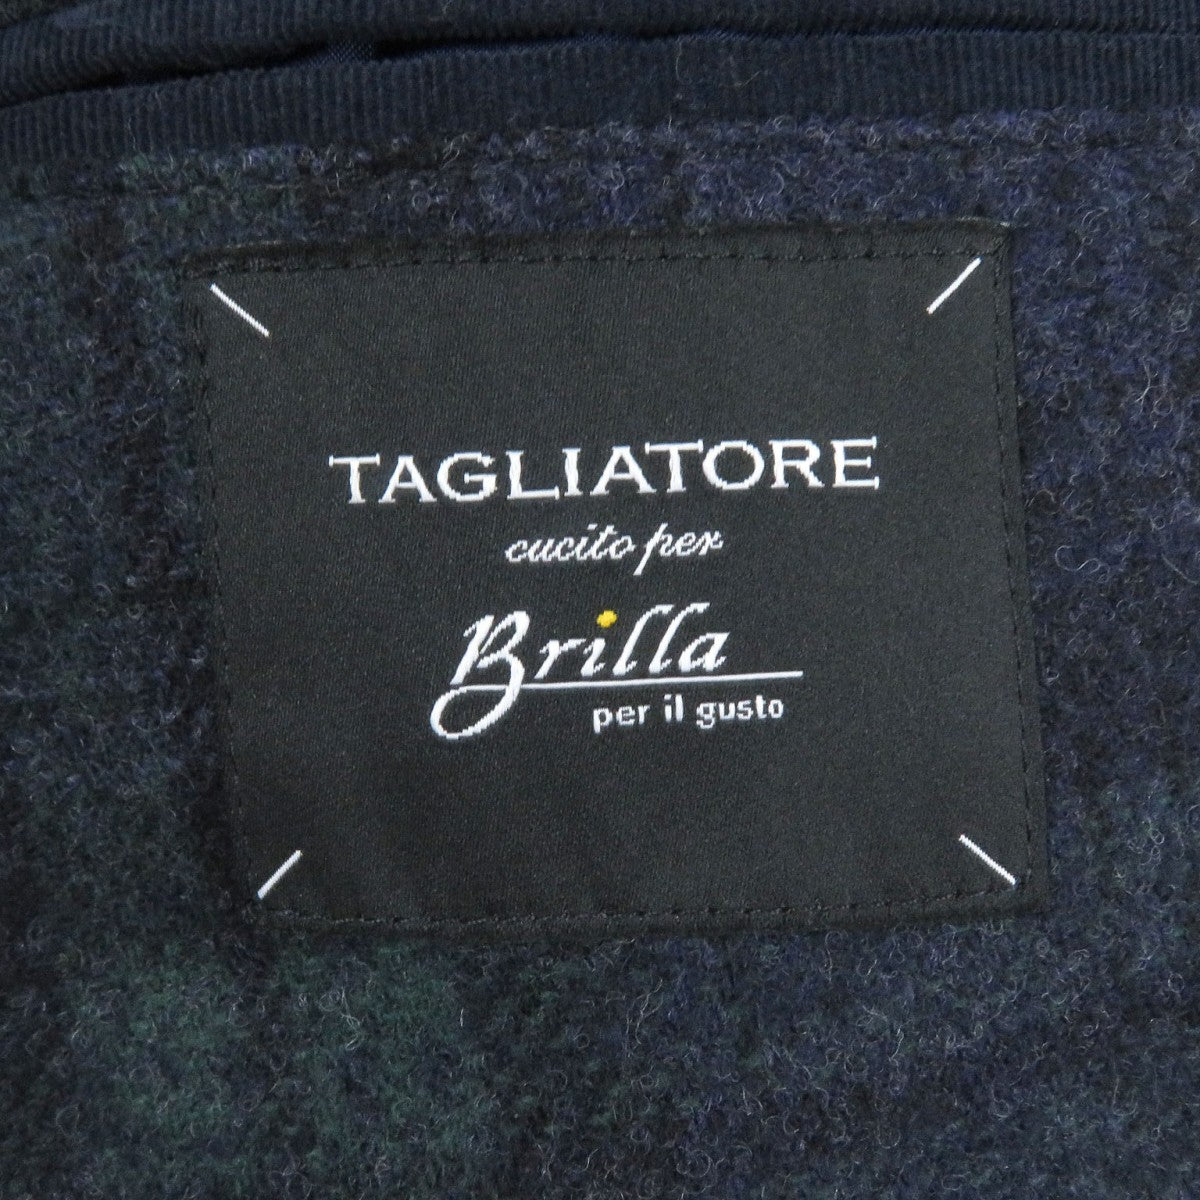 TAGLIATORE
cucito per
Brilla
per il gusto